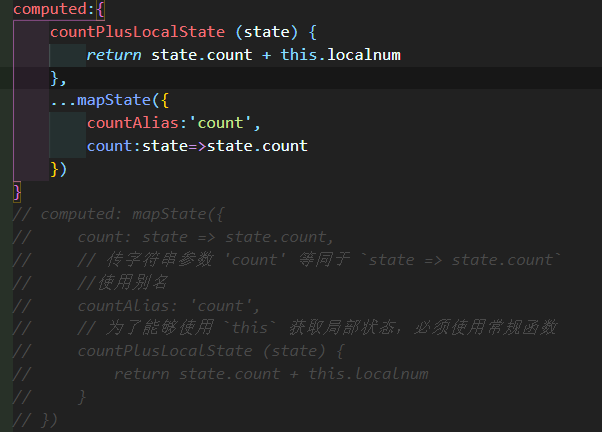 computed:{
    countPlusLocalState (state) {
        return state.count + this.localnum
    },
    ...mapState({
        countAlias:'count',
        count:state=>state.count
    })
}
// computed: mapState({
//     count: state => state.count,
//     // 传字符串参数 'count' 等同于 `state => state.count`
//     //使用别名
//     countAlias: 'count',
//     // 为了能够使用 `this` 获取局部状态，必须使用常规函数
//     countPlusLocalState (state) {
//         return state.count + this.localnum
//     }
// })